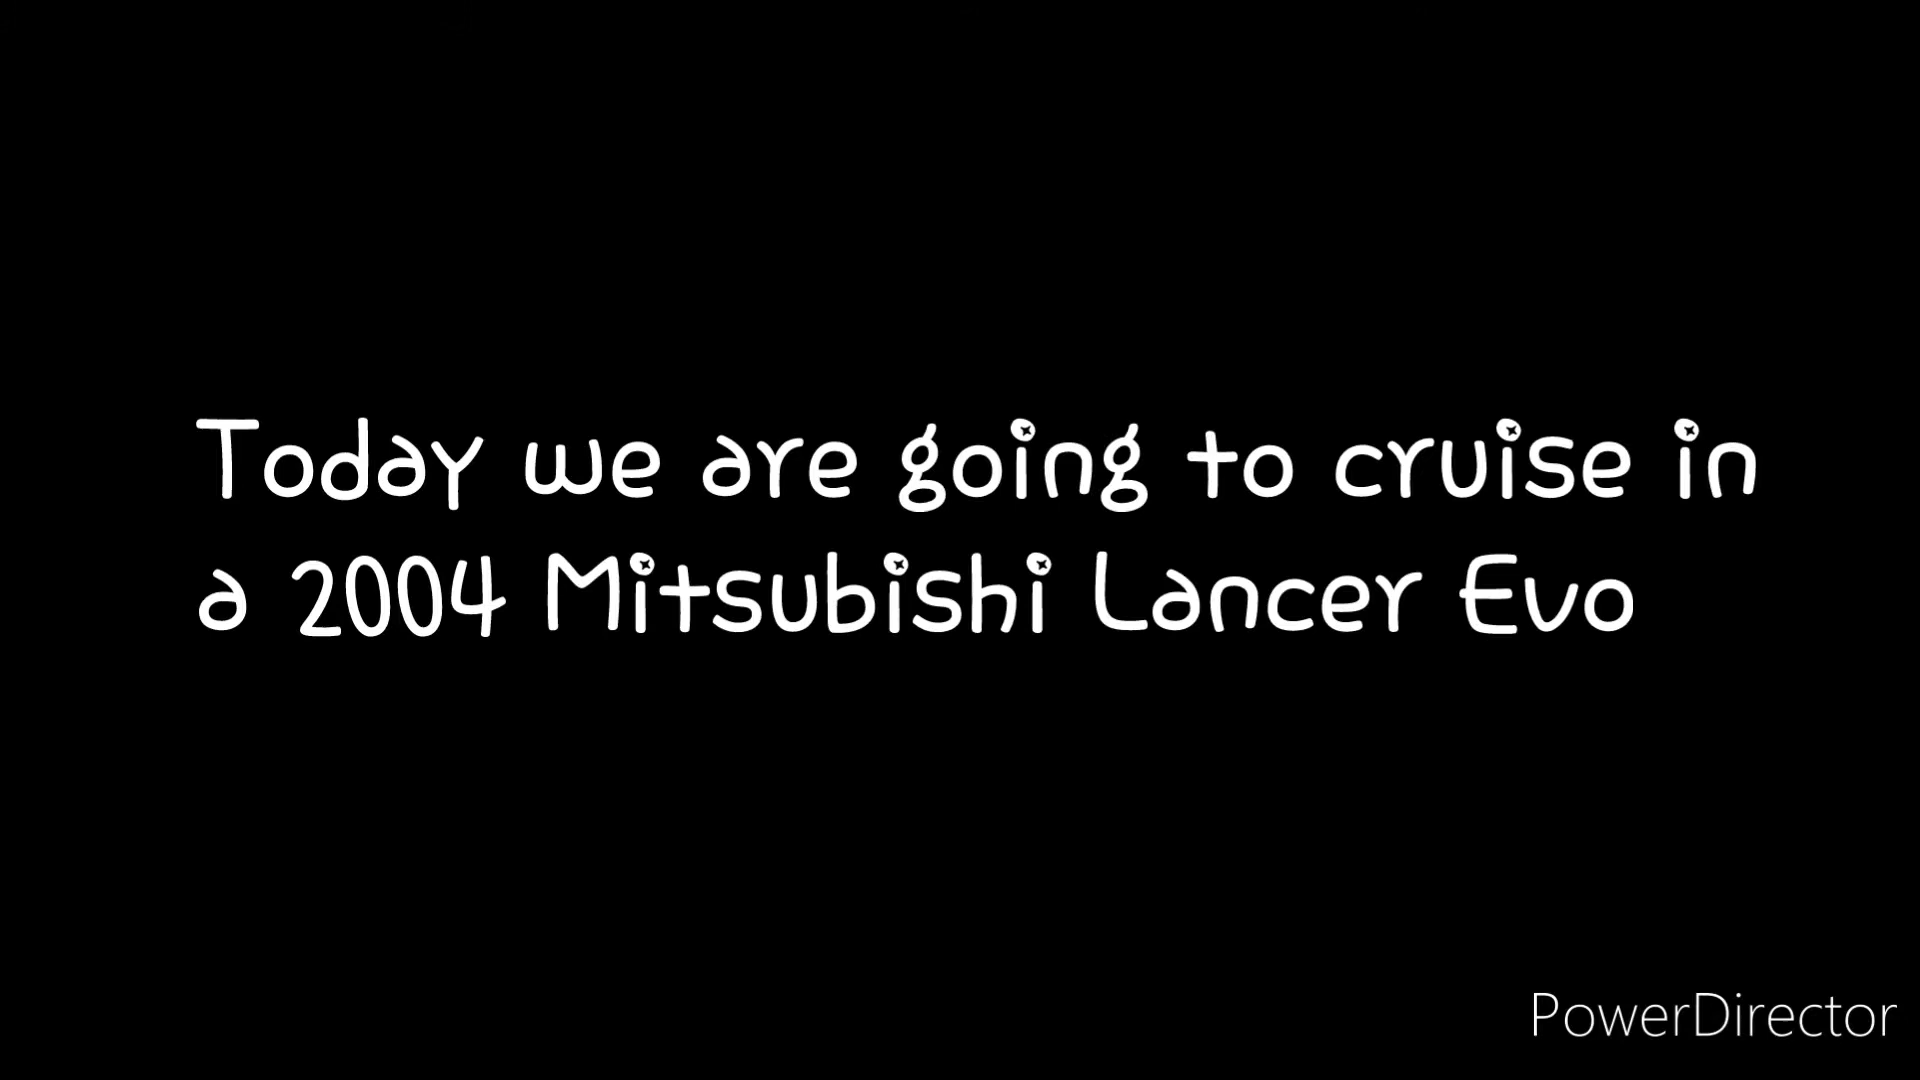 Today we are going to cruise in
a 2004 Mitsubishi Lancer Evo
PowerDirector